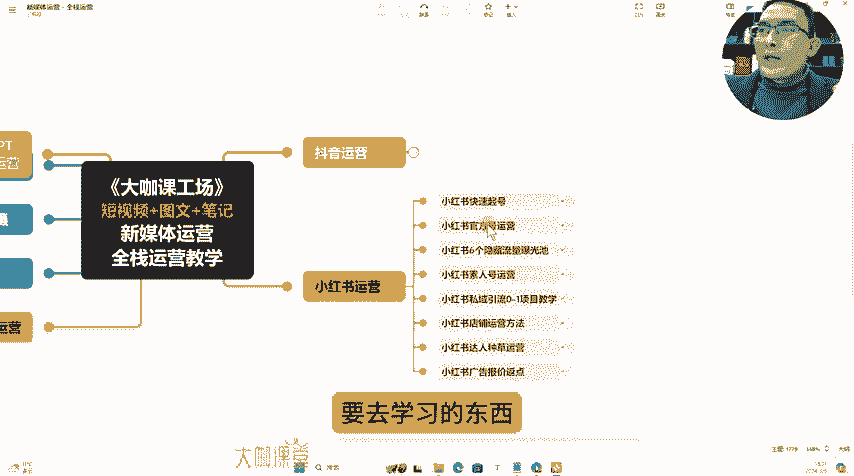 新媒体运营 - 全栈运营
PT
运营
《大咖课工场》
短视频+图文+笔记
新媒体运营
全栈运营教学
运营
抖音运营
小红书运营
小红书快速起号
小红书官方号运营
小红书6个隐藏流量曝光池
小红书素人号运营
小红书私域引流0-1项目教学
小红书店铺运营方法
小红书达人种草运营
小红书广告报价返点
要去学习的东西
大咖课堂
搜索